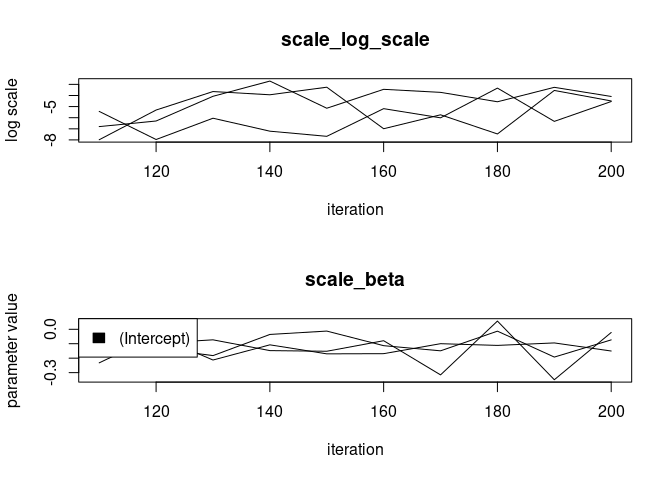 scale_log_scale
log scale
-5
-8
120 140 160 180 200
iteration
scale_beta
parameter value
0.0
-0.3
(Intercept)
120 140 160 180 200
iteration